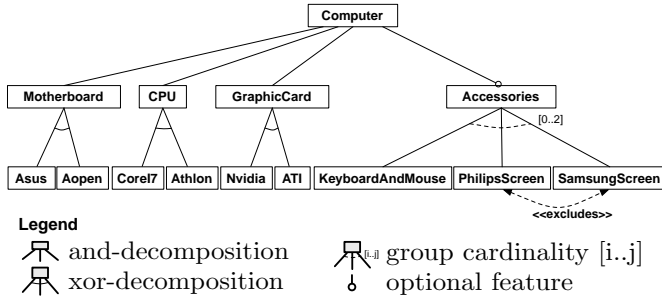 Computer
Motherboard CPU GraphicCard Accessories
[0..2]
Asus Aopen CoreI7 Athlon Nvidia ATI KeyboardAndMouse PhilipsScreen SamsungScreen
<<excludes>>
Legend
and-decomposition [i..j] group cardinality [i..j]
xor-decomposition optional feature